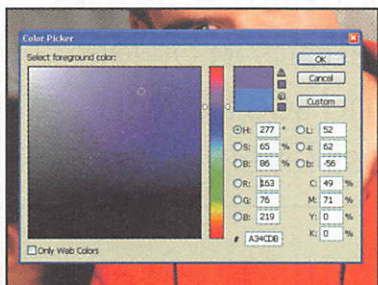 Color Picker
Select foreground color:
OK
Cancel
Custom
H: 277 °
L: 52
S: 65 %
a: 62
B: 86 %
b: -56
R: 163
C: 49 %
G: 76
M: 71 %
B: 219
Y: 0 %
# A34CDB
K: 0 %
Only Web Colors